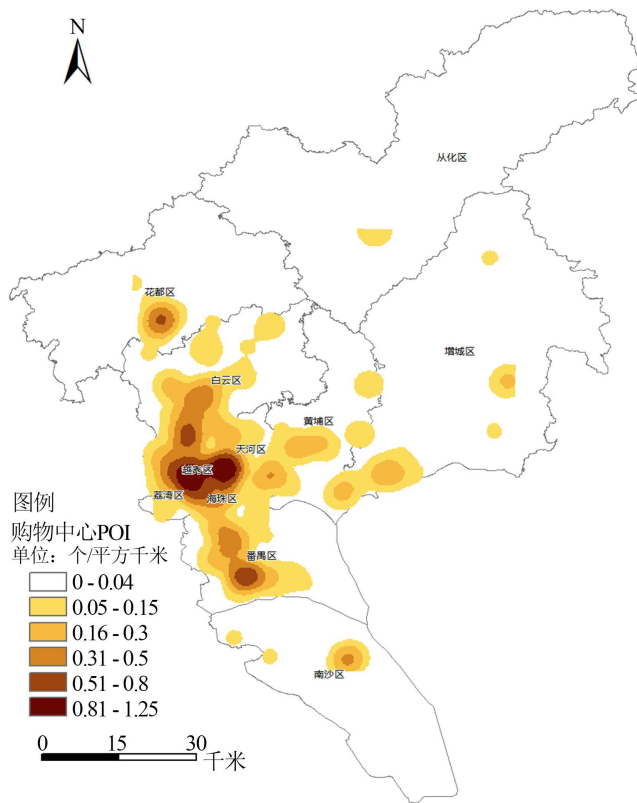 N
从化区
花都区
增城区
白云区
黄埔区
天河区
越秀区
荔湾区
海珠区
番禺区
南沙区
图例
购物中心POI
单位：个/平方千米
0 - 0.04
0.05 - 0.15
0.16 - 0.3
0.31 - 0.5
0.51 - 0.8
0.81 - 1.25
0 15 30
千米